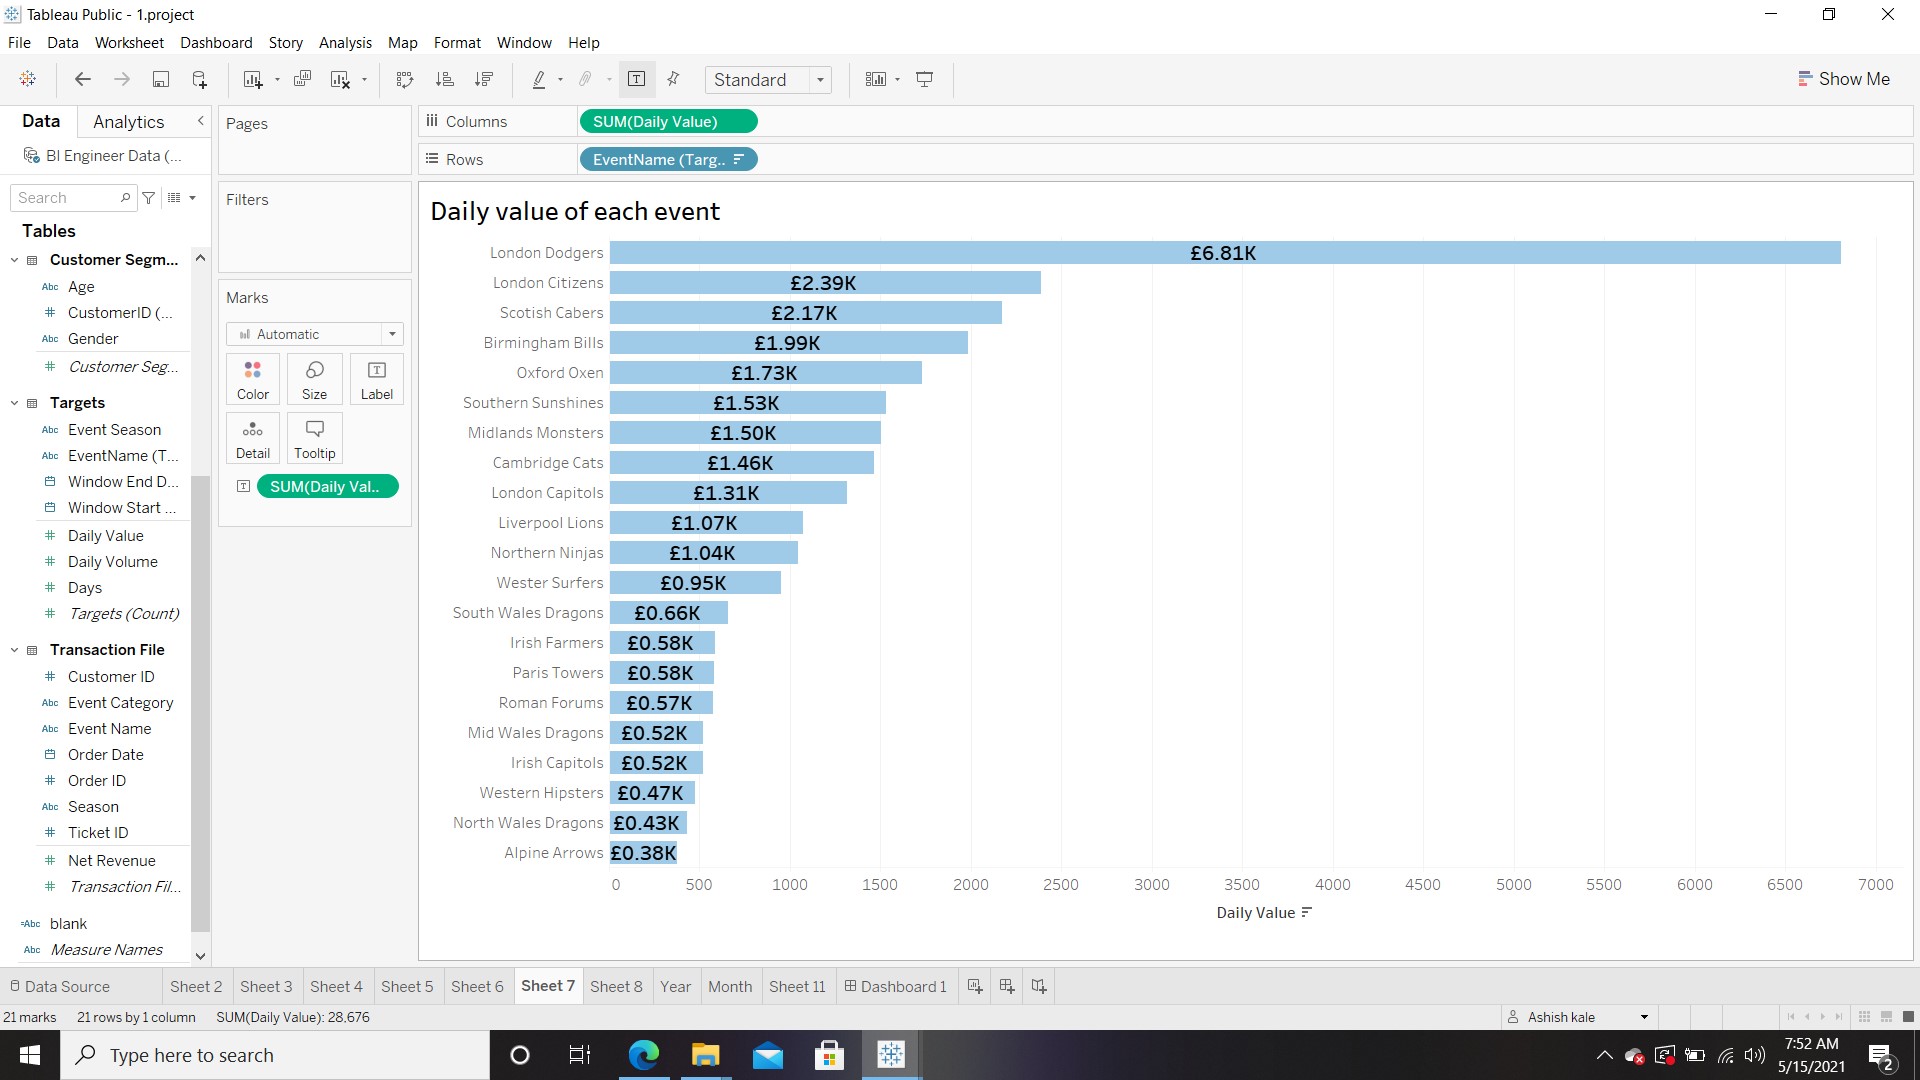 Tableau Public - 1.project
File Data Worksheet Dashboard Story Analysis Map Format Window Help
Standard
Show Me
Data Analytics
BI Engineer Data (...
Search
Tables
Customer Segm...
Abc Age
# CustomerID (...
Abc Gender
# Customer Seg...
Targets
Abc Event Season
Abc EventName (T...
Window End D...
Window Start ...
# Daily Value
# Daily Volume
# Days
# Targets (Count)
Transaction File
# Customer ID
Abc Event Category
Abc Event Name
Order Date
# Order ID
Abc Season
# Ticket ID
# Net Revenue
# Transaction Fil...
=Abc blank
Abc Measure Names
Pages
Filters
Marks
Automatic
Color Size Label
Detail Tooltip
SUM(Daily Val..
Columns SUM(Daily Value)
Rows EventName (Targ..
Daily value of each event
London Dodgers £6.81K
London Citizens £2.39K
Scotish Cabers £2.17K
Birmingham Bills £1.99K
Oxford Oxen £1.73K
Southern Sunshines £1.53K
Midlands Monsters £1.50K
Cambridge Cats £1.46K
London Capitols £1.31K
Liverpool Lions £1.07K
Northern Ninjas £1.04K
Wester Surfers £0.95K
South Wales Dragons £0.66K
Irish Farmers £0.58K
Paris Towers £0.58K
Roman Forums £0.57K
Mid Wales Dragons £0.52K
Irish Capitols £0.52K
Western Hipsters £0.47K
North Wales Dragons £0.43K
Alpine Arrows £0.38K
0 500 1000 1500 2000 2500 3000 3500 4000 4500 5000 5500 6000 6500 7000
Daily Value
Data Source Sheet 2 Sheet 3 Sheet 4 Sheet 5 Sheet 6 Sheet 7 Sheet 8 Year Month Sheet 11 Dashboard 1
21 marks 21 rows by 1 column SUM(Daily Value): 28,676
Ashish kale
Type here to search
7:52 AM
5/15/2021
2